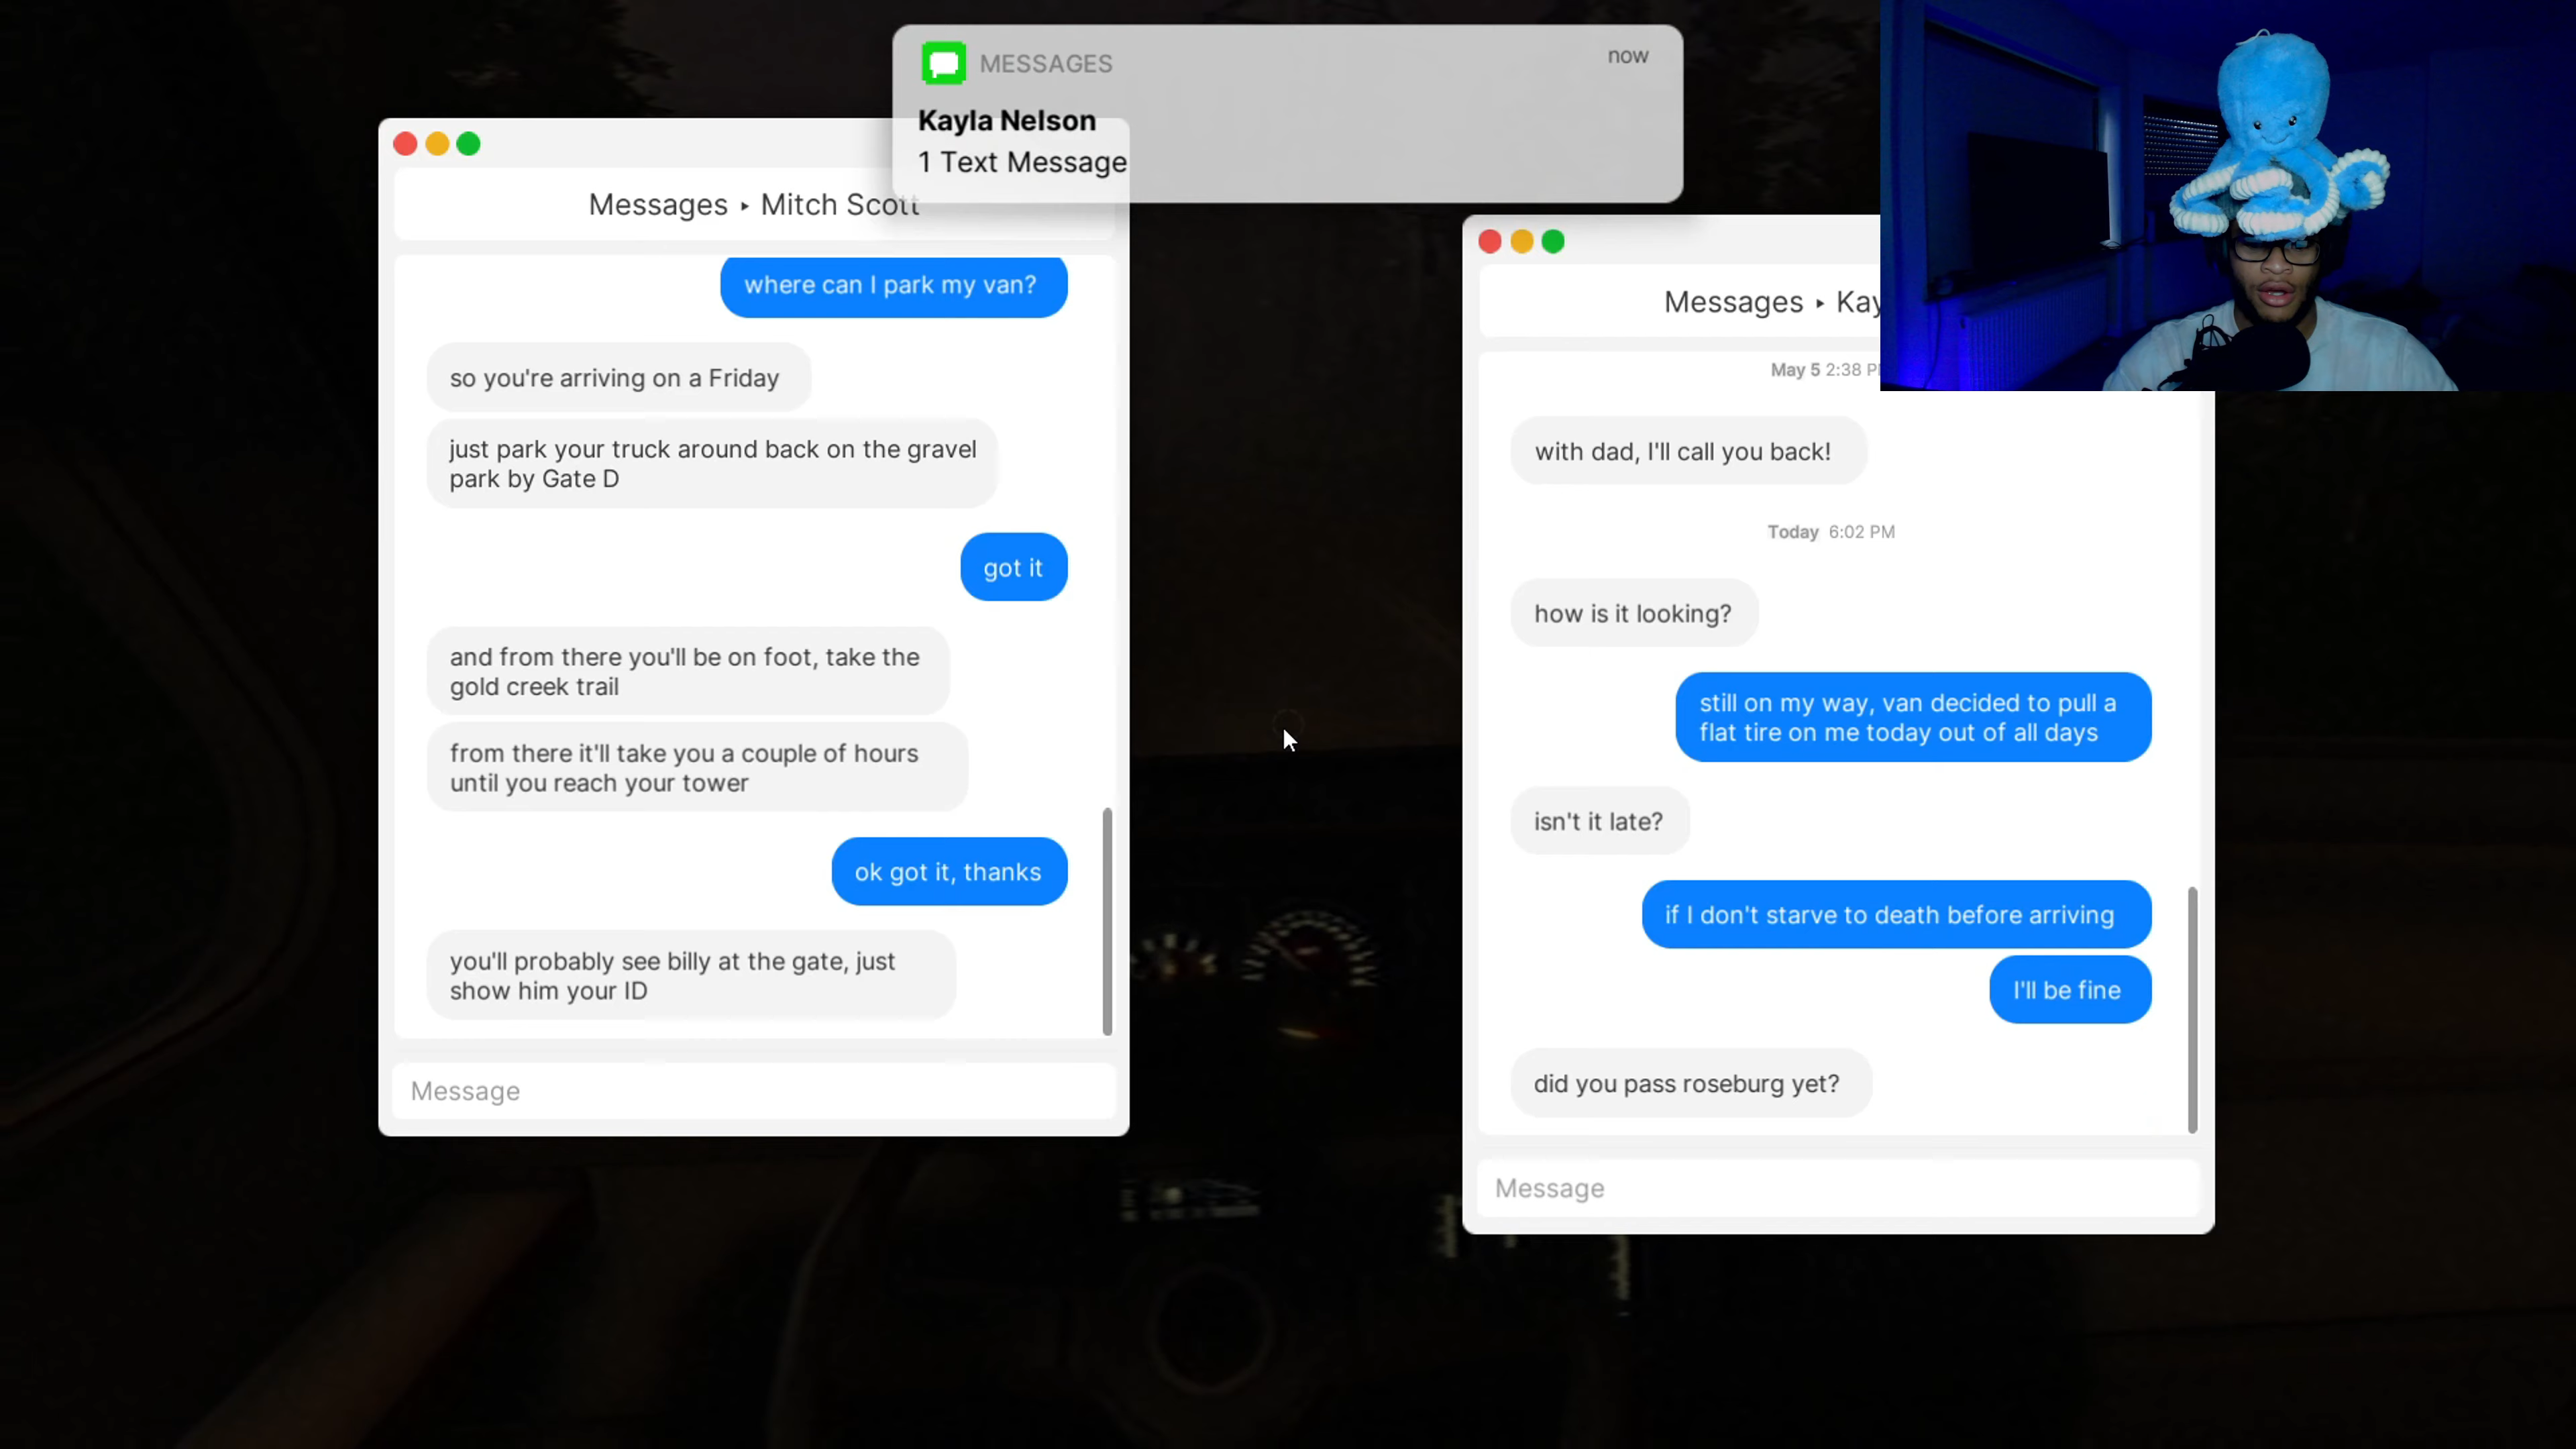 MESSAGES
now
Kayla Nelson
1 Text Message
Messages ‣ Mitch Scott
where can I park my van?
so you're arriving on a Friday
just park your truck around back on the gravel
park by Gate D
got it
and from there you'll be on foot, take the
gold creek trail
from there it'll take you a couple of hours
until you reach your tower
ok got it, thanks
you'll probably see billy at the gate, just
show him your ID
Message
Messages ‣ Kay
May 5 2:38 P
with dad, I'll call you back!
Today 6:02 PM
how is it looking?
still on my way, van decided to pull a
flat tire on me today out of all days
isn't it late?
if I don't starve to death before arriving
I'll be fine
did you pass roseburg yet?
Message